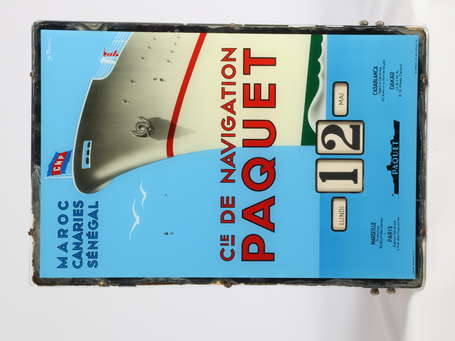 CNP
MAROC
CANARIES
SÉNÉGAL
Cie DE NAVIGATION
PAQUET
LUNDI
12
MAI
MARSEILLE
PARIS
PAQUET
CASABLANCA
DAKAR